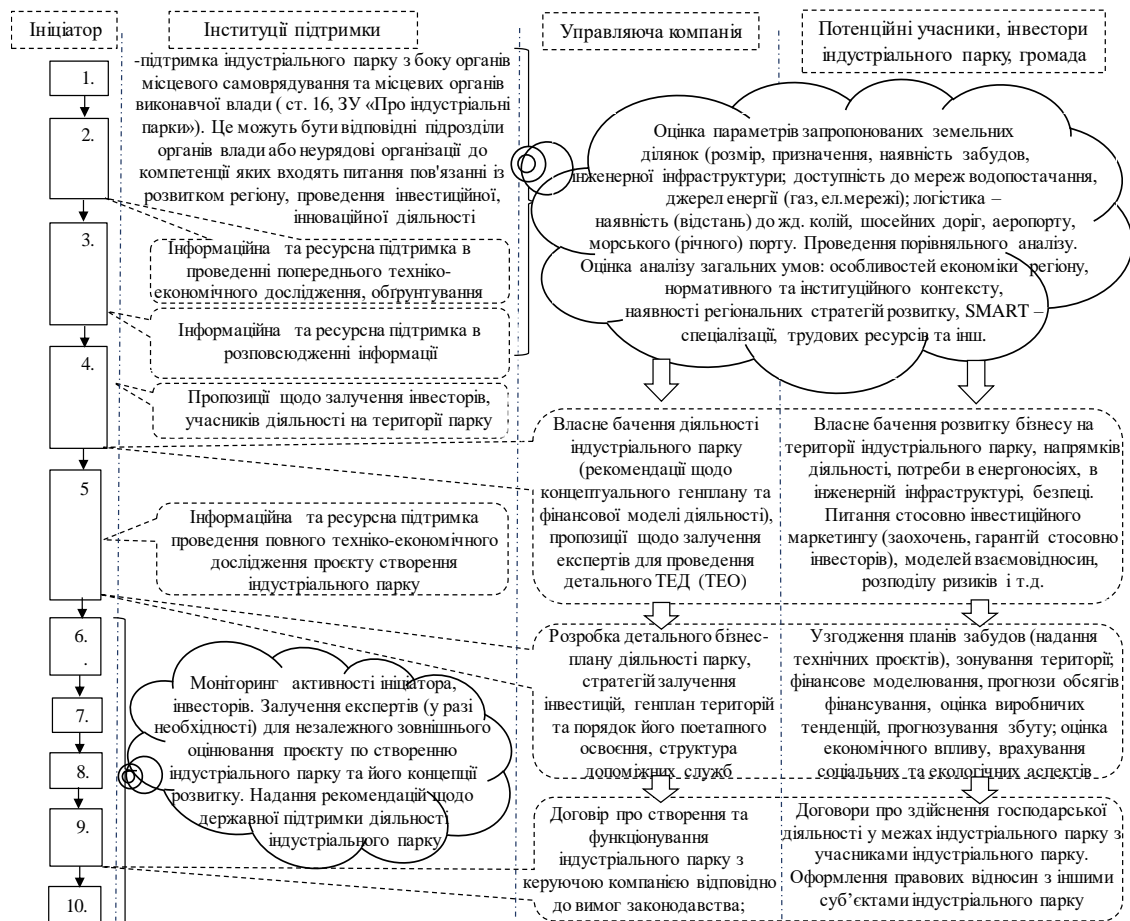 Ініціатор
Інституції підтримки
Управляюча компанія
Потенційні учасники, інвестори
індустріального парку, громада
1.
2.
3.
4.
5
6.
.
7.
8.
9.
10.
-підтримка індустріального парку з боку органів
місцевого самоврядування та місцевих органів
виконавчої влади ( ст. 16, ЗУ «Про індустріальні
парки»). Це можуть бути відповідні підрозділи
органів влади або неурядові організації до
компетенції яких входять питання пов'язанні із
розвитком регіону, проведення інвестиційної,
інноваційної діяльності
Інформаційна та ресурсна підтримка в
проведенні попереднього техніко-
економічного дослідження, обґрунтування
Інформаційна та ресурсна підтримка в
розповсюдженні інформації
Пропозиції щодо залучення інвесторів,
учасників діяльності на території парку
Інформаційна та ресурсна підтримка
проведення повного техніко-економічного
дослідження проєкту створення
індустріального парку
Моніторинг активності ініціатора,
інвесторів. Залучення експертів (у разі
необхідності) для незалежного зовнішнього
оцінювання проєкту по створенню
індустріального парку та його концепції
розвитку. Надання рекомендацій щодо
державної підтримки діяльності
індустріального парку
Оцінка параметрів запропонованих земельних
ділянок (розмір, призначення, наявність забудов,
інженерної інфраструктури; доступність до мереж водопостачання,
джерел енергії (газ, ел.мережі); логістика –
наявність (відстань) до жд. колій, шосейних доріг, аеропорту,
морського (річного) порту. Проведення порівняльного аналізу.
Оцінка аналізу загальних умов: особливостей економіки регіону,
нормативного та інституційного контексту,
наявності регіональних стратегій розвитку, SMART –
спеціалізації, трудових ресурсів та інш.
Власне бачення діяльності
індустріального парку
(рекомендації щодо
концептуального генплану та
фінансової моделі діяльності),
пропозиції щодо залучення
експертів для проведення
детального ТЕД (ТЕО)
Власне бачення розвитку бізнесу на
території індустріального парку, напрямків
діяльності, потреби в енергоносіях, в
інженерній інфраструктурі, безпеці.
Питання стосовно інвестиційного
маркетингу (заохочень, гарантій стосовно
інвесторів), моделей взаємовідносин,
розподілу ризиків і т.д.
Розробка детального бізнес-
плану діяльності парку,
стратегій залучення
інвестицій, генплан територій
та порядок його поетапного
освоєння, структура
допоміжних служб
Узгодження планів забудов (надання
технічних проєктів), зонування території;
фінансове моделювання, прогнози обсягів
фінансування, оцінка виробничих
тенденцій, прогнозування збуту; оцінка
економічного впливу, врахування
соціальних та екологічних аспектів
Договір про створення та
функціонування
індустріального парку з
керуючою компанією відповідно
до вимог законодавства;
Договори про здійснення господарської
діяльності у межах індустріального парку з
учасниками індустріального парку.
Оформлення правових відносин з іншими
суб’єктами індустріального парку